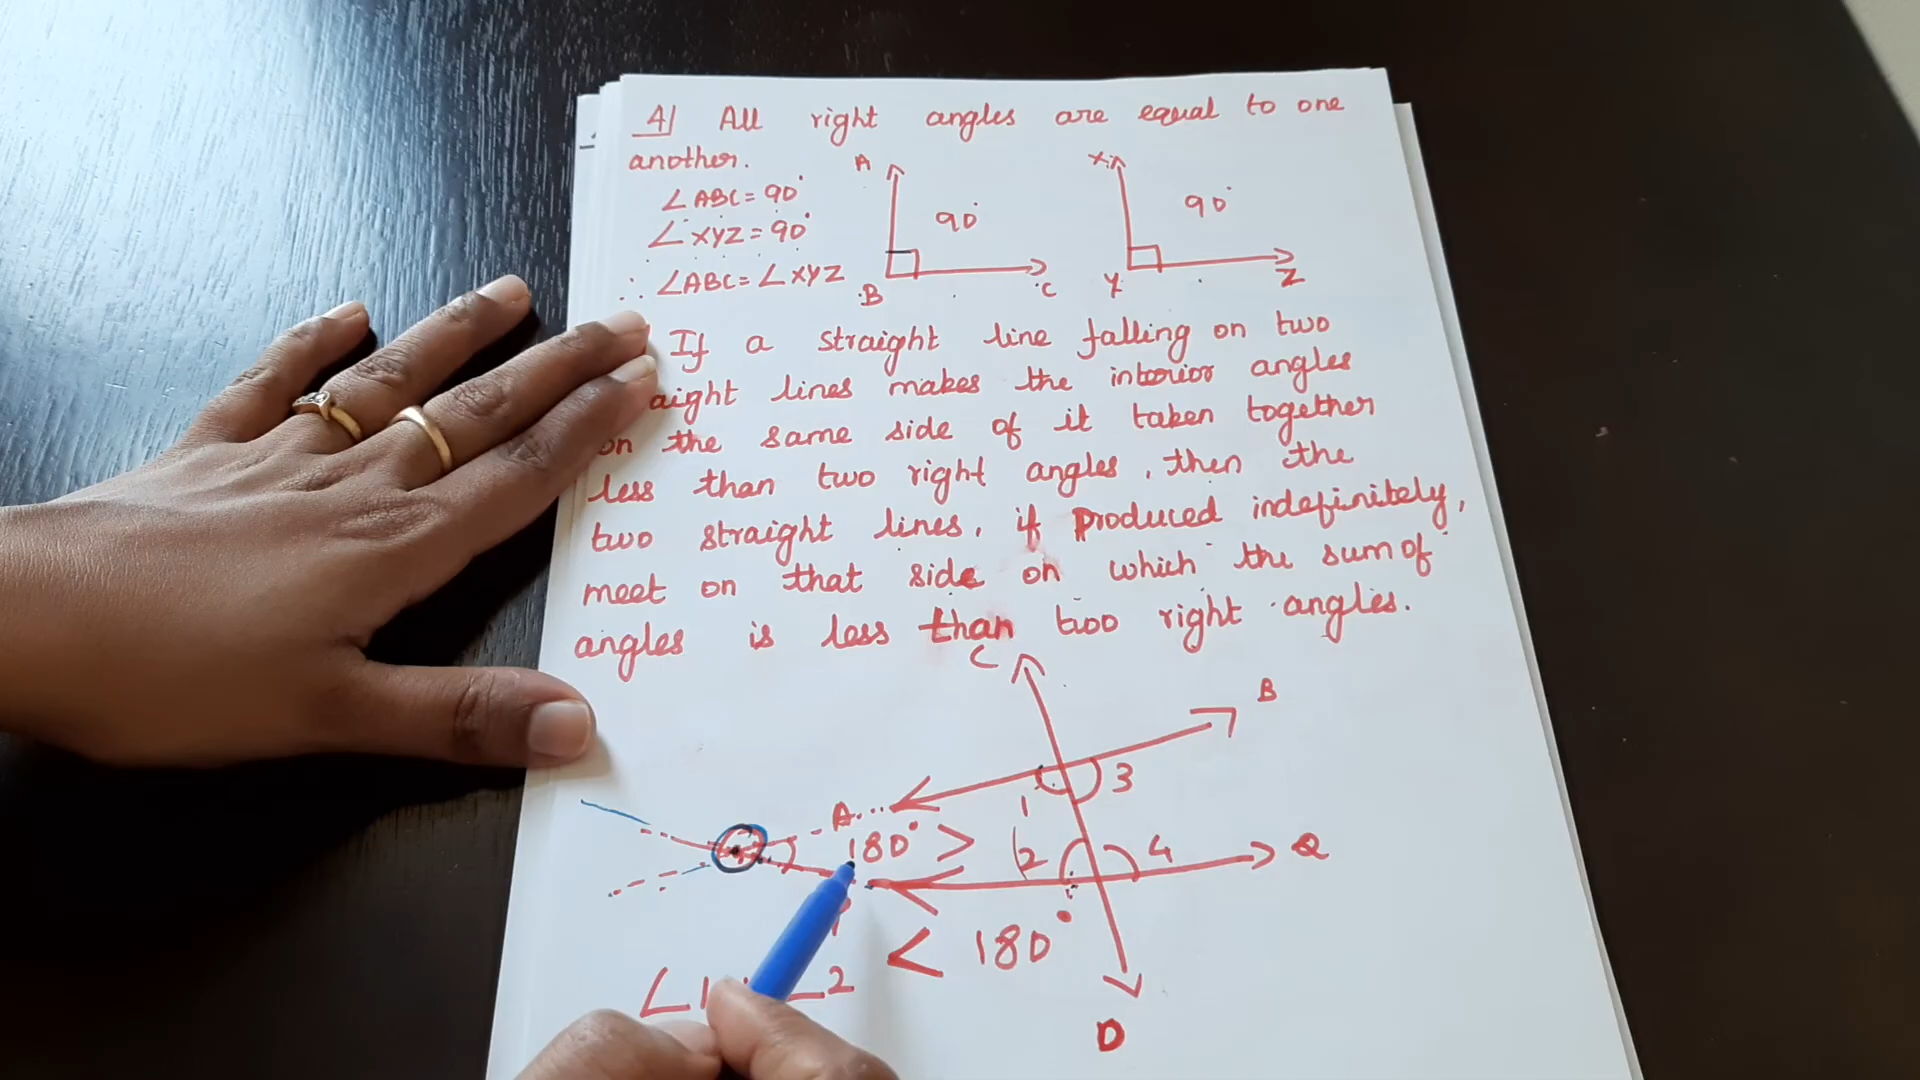 4) All right angles are equal to one
another.
∠ABC = 90°
∠XYZ = 90°
∴ ∠ABC = ∠XYZ
A
90°
B
C
X
90°
Y
Z
If a straight line falling on two
aight lines makes the interior angles
on the same side of it taken together
less than two right angles, then the
two straight lines, if produced indefinitely,
meet on that side on which the sum of
angles is less than two right angles.
C
B
A
1
3
180° >
2
4
Q
< 180°
∠1 ∠2
D